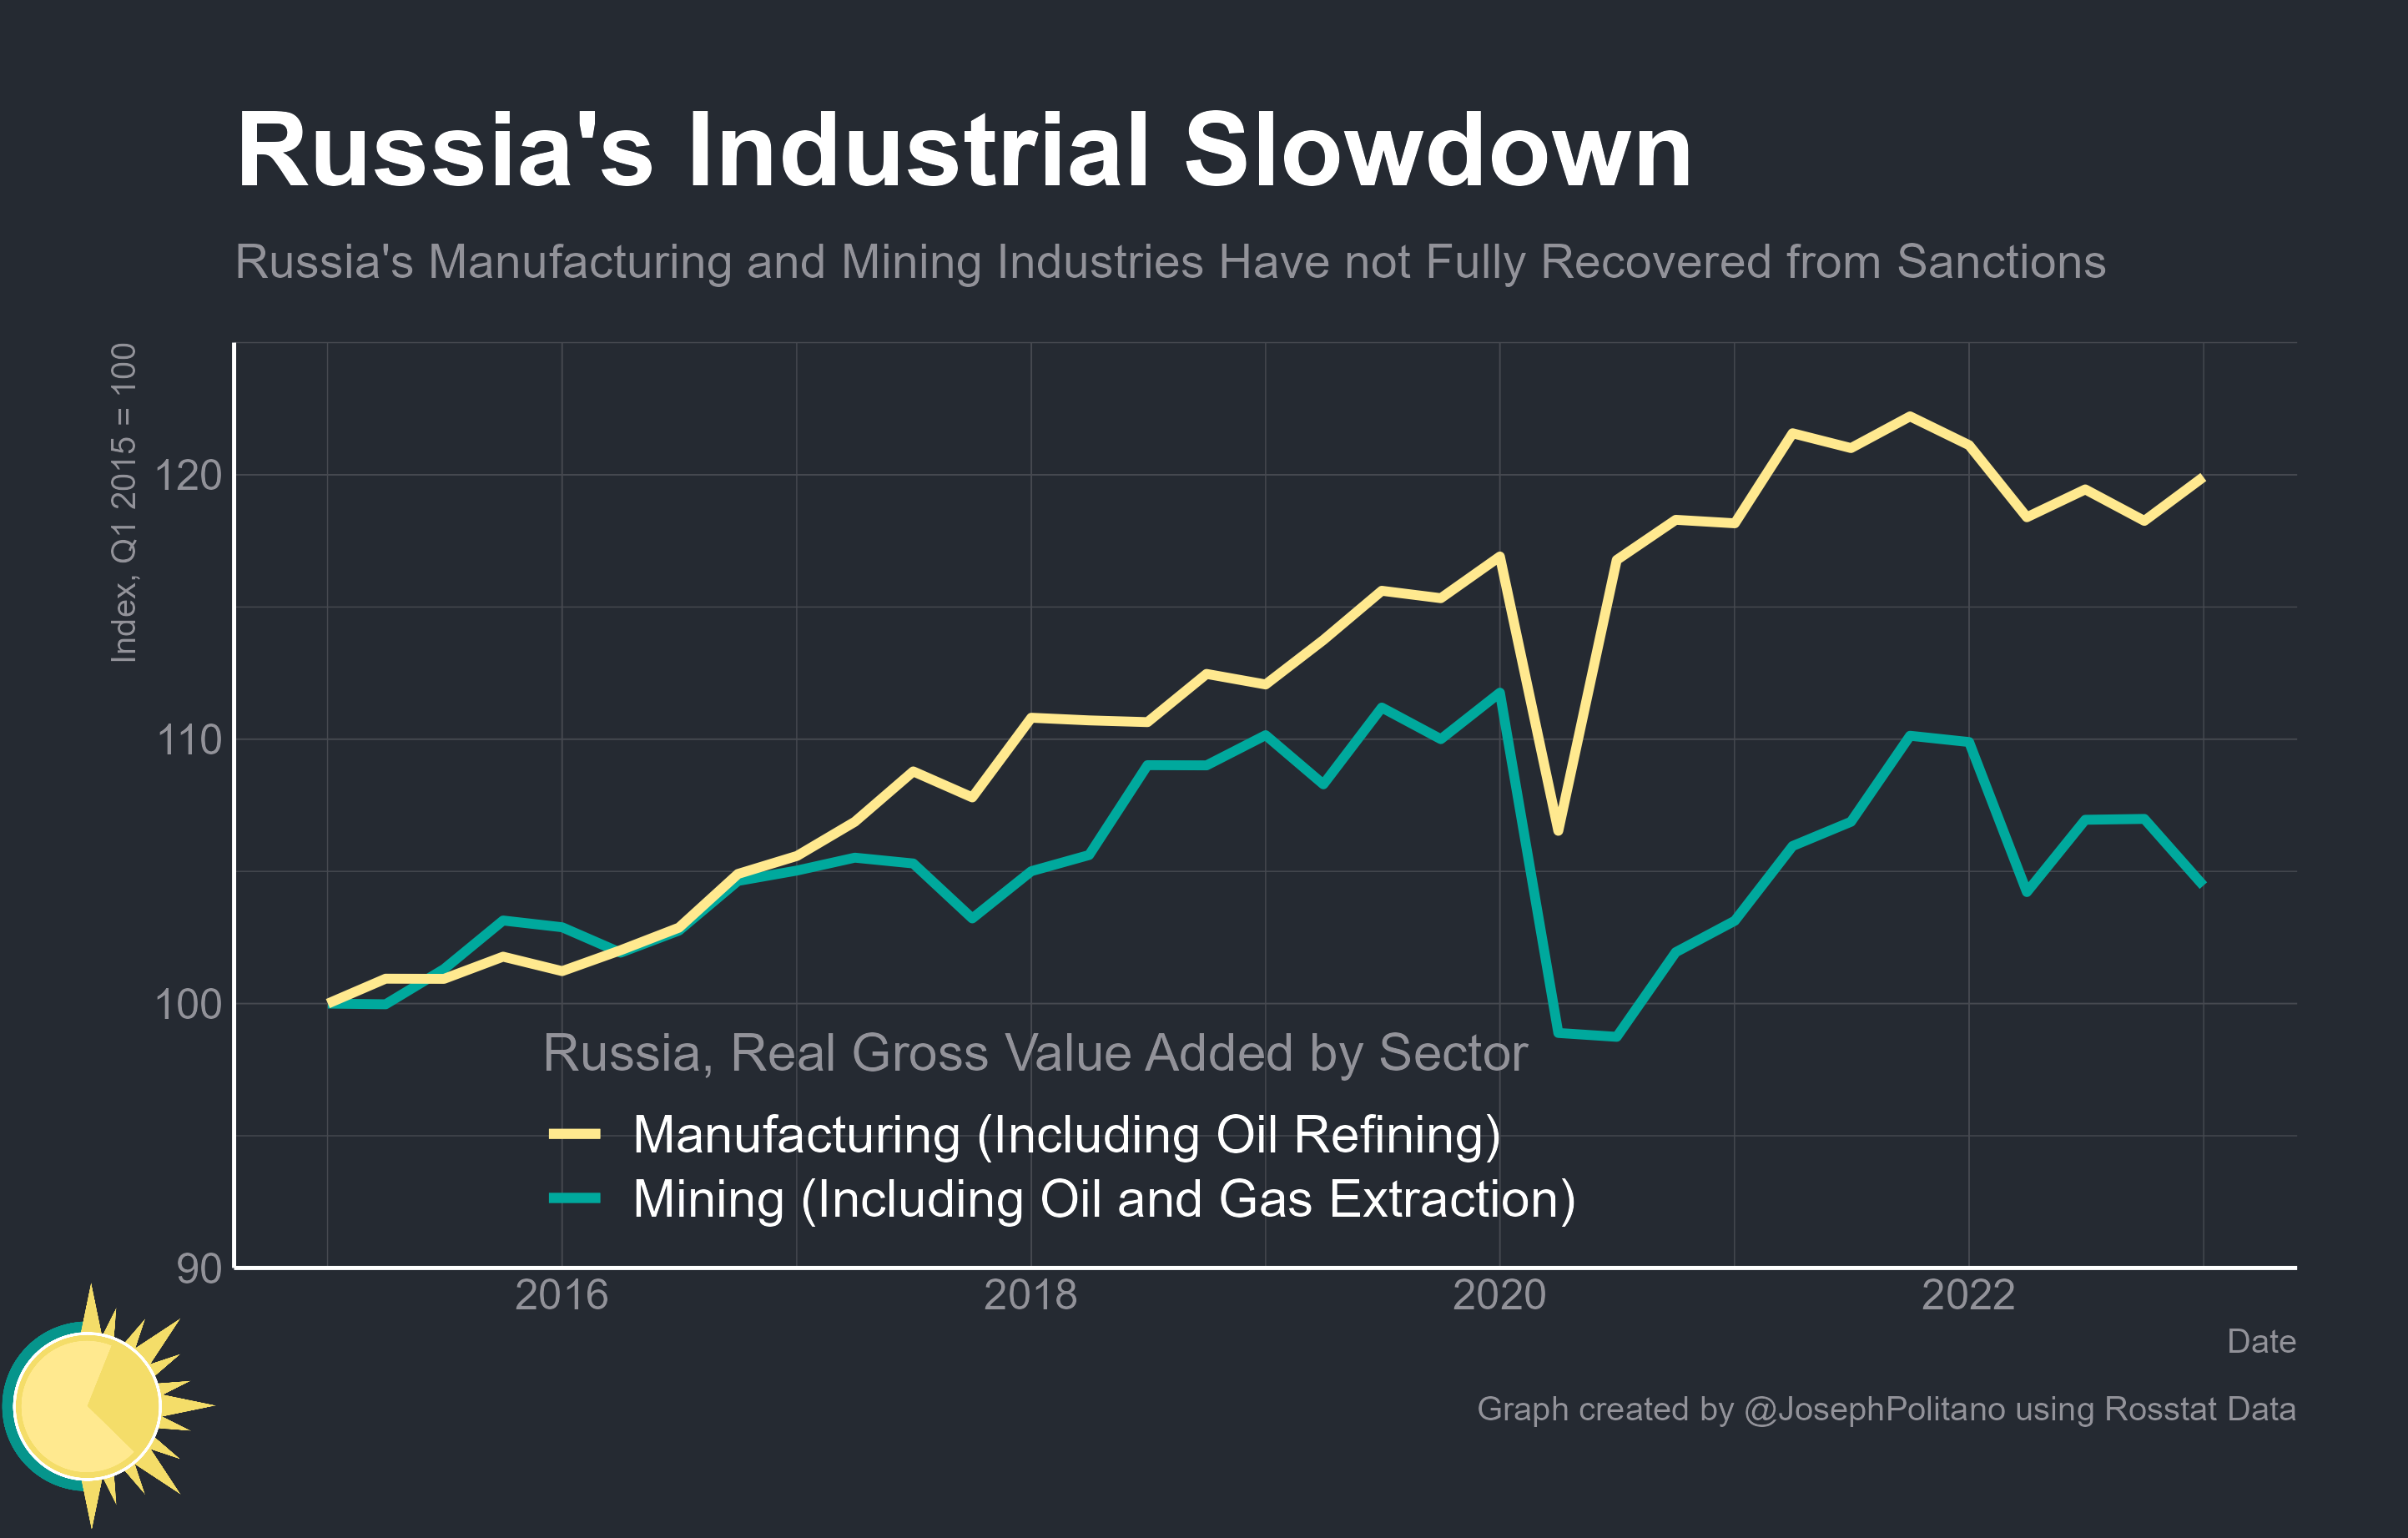 Russia's Industrial Slowdown
Russia's Manufacturing and Mining Industries Have not Fully Recovered from Sanctions
Index, Q1 2015 = 100
120
110
100
90
Russia, Real Gross Value Added by Sector
Manufacturing (Including Oil Refining)
Mining (Including Oil and Gas Extraction)
2016 2018 2020 2022
Date
Graph created by @JosephPolitano using Rosstat Data